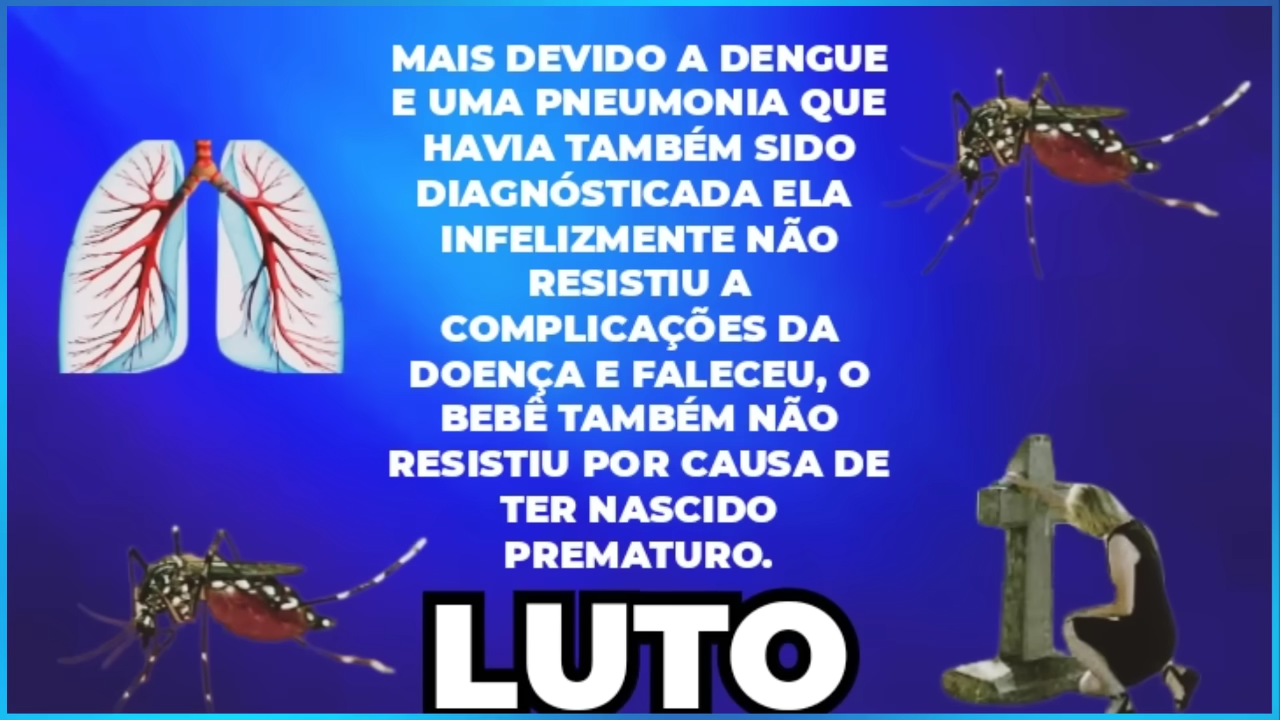 MAIS DEVIDO A DENGUE
E UMA PNEUMONIA QUE
HAVIA TAMBÉM SIDO
DIAGNÓSTICADA ELA
INFELIZMENTE NÃO
RESISTIU A
COMPLICAÇÕES DA
DOENÇA E FALECEU, O
BEBÊ TAMBÉM NÃO
RESISTIU POR CAUSA DE
TER NASCIDO
PREMATURO.
LUTO